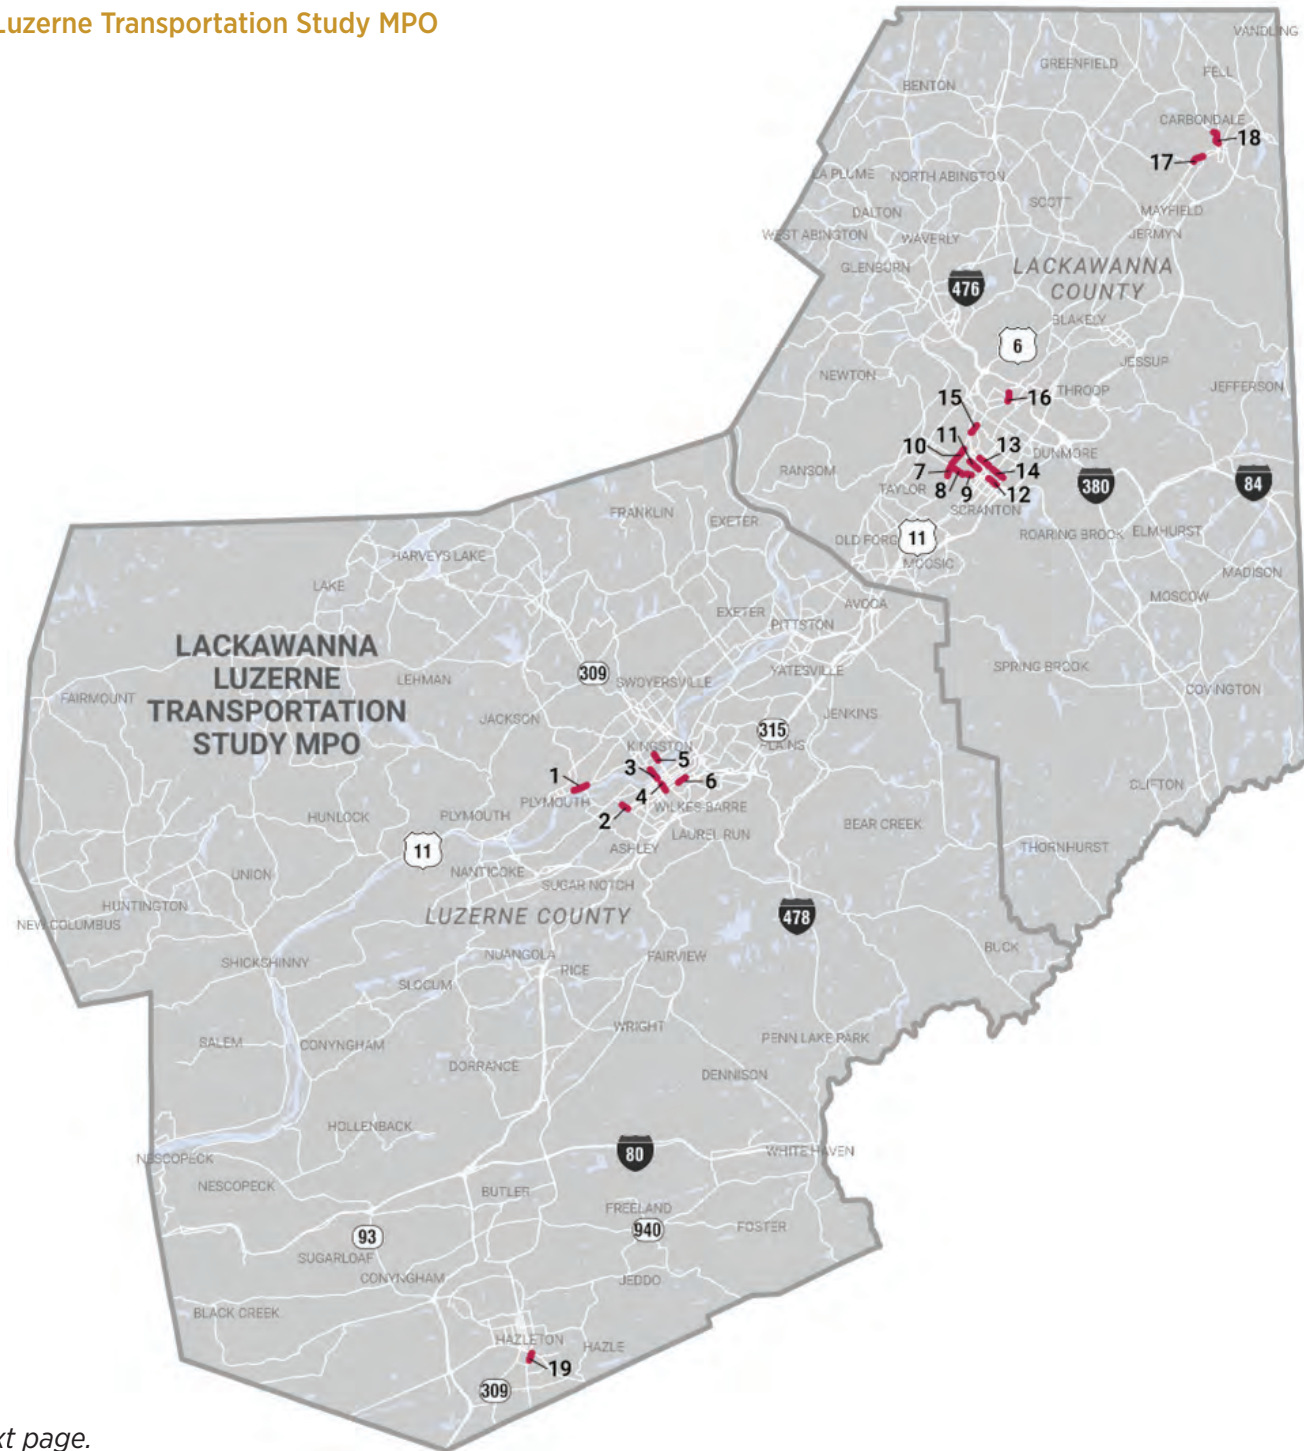 Luzerne Transportation Study MPO
VANDLING
GREENFIELD
FELL
BENTON
CARBONDALE
18
17
LA PLUME
NORTH ABINGTON
SCOTT
DALTON
MAYFIELD
WEST ABINGTON
WAVERLY
JERMYN
GLENBURN
LACKAWANNA
COUNTY
476
BLAKELY
6
JESSUP
NEWTON
THROOP
JEFFERSON
15
16
11
13
10
DUNMORE
7
RANSOM
14
8
9
12
TAYLOR
380
84
SCRANTON
FRANKLIN
EXETER
11
ROARING BROOK
ELMHURST
OLD FORG
HARVEYS LAKE
MOOSIC
MADISON
LAKE
MOSCOW
AVOCA
EXETER
PITTSTON
LACKAWANNA
LUZERNE
TRANSPORTATION
STUDY MPO
SPRING BROOK
309
YATESVILLE
LEHMAN
SWOYERSVILLE
COVINGTON
FAIRMOUNT
JACKSON
JENKINS
315
KINGSTON
PLAINS
5
3
1
6
CLIFTON
4
PLYMOUTH
WILKES-BARRE
HUNLOCK
PLYMOUTH
2
BEAR CREEK
LAUREL RUN
THORNHURST
11
ASHLEY
UNION
NANTICOKE
SUGAR NOTCH
HUNTINGTON
LUZERNE COUNTY
478
NEW COLUMBUS
BUCK
SHICKSHINNY
NUANGOLA
FAIRVIEW
RICE
SLOCUM
WRIGHT
SALEM
CONYNGHAM
PENN LAKE PARK
DORRANCE
DENNISON
HOLLENBACK
80
WHITE HAVEN
NESCOPECK
NESCOPECK
BUTLER
FREELAND
93
940
FOSTER
SUGARLOAF
CONYNGHAM
JEDDO
BLACK CREEK
HAZLETON
HAZLE
19
309
xt page.